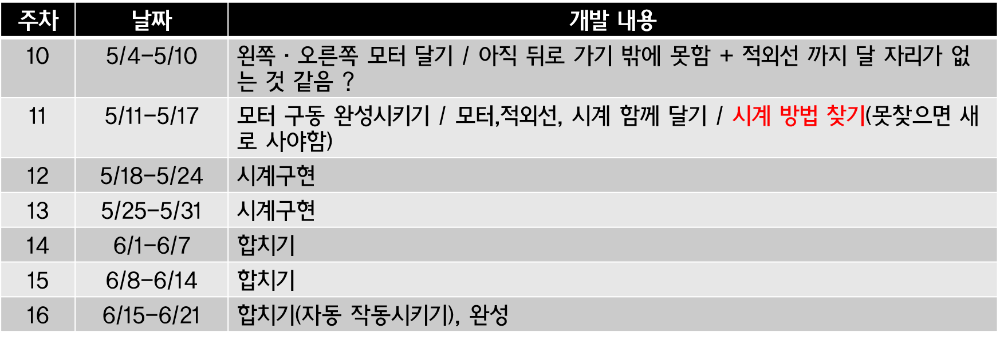 주차 날짜 개발 내용
10 5/4-5/10 왼쪽 · 오른쪽 모터 달기 / 아직 뒤로 가기 밖에 못함 + 적외선 까지 달 자리가 없
는 것 같음 ?
11 5/11-5/17 모터 구동 완성시키기 / 모터,적외선, 시계 함께 달기 / 시계 방법 찾기(못찾으면 새
로 사야함)
12 5/18-5/24 시계구현
13 5/25-5/31 시계구현
14 6/1-6/7 합치기
15 6/8-6/14 합치기
16 6/15-6/21 합치기(자동 작동시키기), 완성